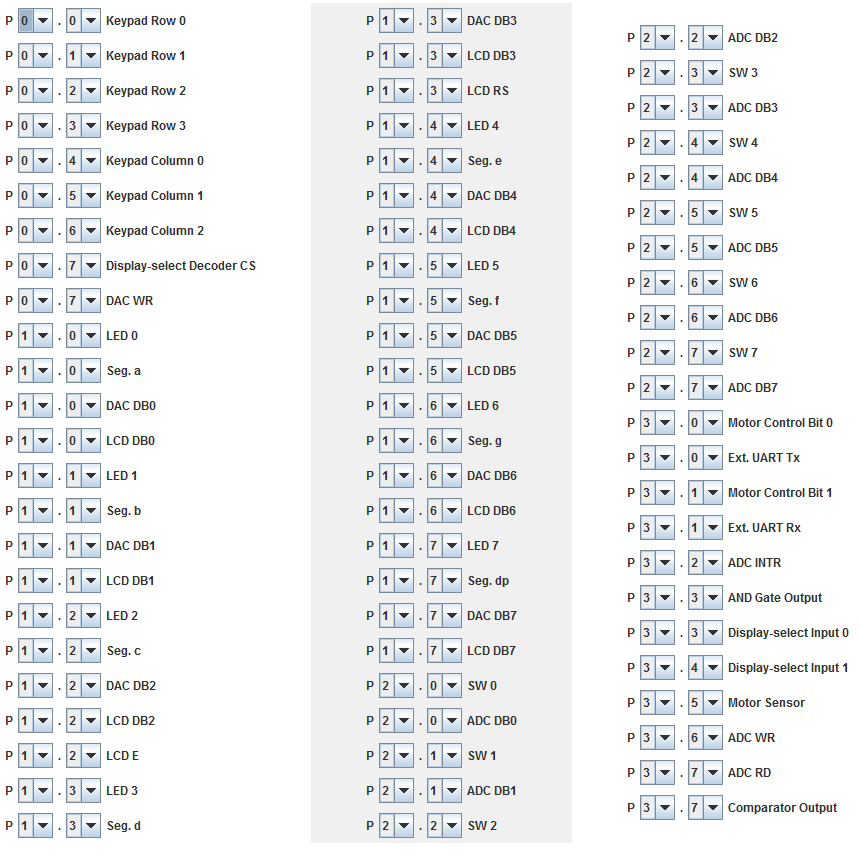 P 0 . 0 Keypad Row 0
P 0 . 1 Keypad Row 1
P 0 . 2 Keypad Row 2
P 0 . 3 Keypad Row 3
P 0 . 4 Keypad Column 0
P 0 . 5 Keypad Column 1
P 0 . 6 Keypad Column 2
P 0 . 7 Display-select Decoder CS
P 0 . 7 DAC WR
P 1 . 0 LED 0
P 1 . 0 Seg. a
P 1 . 0 DAC DB0
P 1 . 0 LCD DB0
P 1 . 1 LED 1
P 1 . 1 Seg. b
P 1 . 1 DAC DB1
P 1 . 1 LCD DB1
P 1 . 2 LED 2
P 1 . 2 Seg. c
P 1 . 2 DAC DB2
P 1 . 2 LCD DB2
P 1 . 2 LCD E
P 1 . 3 LED 3
P 1 . 3 Seg. d
P 1 . 3 DAC DB3
P 1 . 3 LCD DB3
P 1 . 3 LCD RS
P 1 . 4 LED 4
P 1 . 4 Seg. e
P 1 . 4 DAC DB4
P 1 . 4 LCD DB4
P 1 . 5 LED 5
P 1 . 5 Seg. f
P 1 . 5 DAC DB5
P 1 . 5 LCD DB5
P 1 . 6 LED 6
P 1 . 6 Seg. g
P 1 . 6 DAC DB6
P 1 . 6 LCD DB6
P 1 . 7 LED 7
P 1 . 7 Seg. dp
P 1 . 7 DAC DB7
P 1 . 7 LCD DB7
P 2 . 0 SW 0
P 2 . 0 ADC DB0
P 2 . 1 SW 1
P 2 . 1 ADC DB1
P 2 . 2 SW 2
P 2 . 2 ADC DB2
P 2 . 3 SW 3
P 2 . 3 ADC DB3
P 2 . 4 SW 4
P 2 . 4 ADC DB4
P 2 . 5 SW 5
P 2 . 5 ADC DB5
P 2 . 6 SW 6
P 2 . 6 ADC DB6
P 2 . 7 SW 7
P 2 . 7 ADC DB7
P 3 . 0 Motor Control Bit 0
P 3 . 0 Ext. UART Tx
P 3 . 1 Motor Control Bit 1
P 3 . 1 Ext. UART Rx
P 3 . 2 ADC INTR
P 3 . 3 AND Gate Output
P 3 . 3 Display-select Input 0
P 3 . 4 Display-select Input 1
P 3 . 5 Motor Sensor
P 3 . 6 ADC WR
P 3 . 7 ADC RD
P 3 . 7 Comparator Output